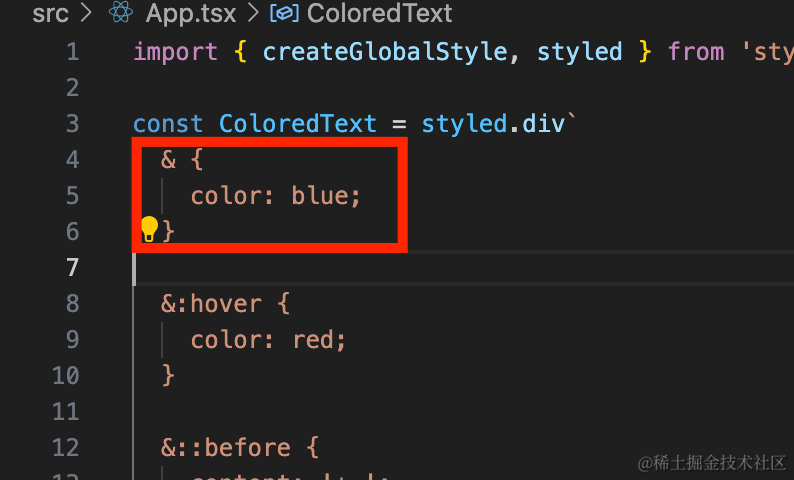 src > App.tsx > ColoredText
1 import { createGlobalStyle, styled } from 'sty
2
3 const ColoredText = styled.div`
4 & {
5 color: blue;
6 }
7
8 &:hover {
9 color: red;
10 }
11
12 &::before {
@稀土掘金技术社区